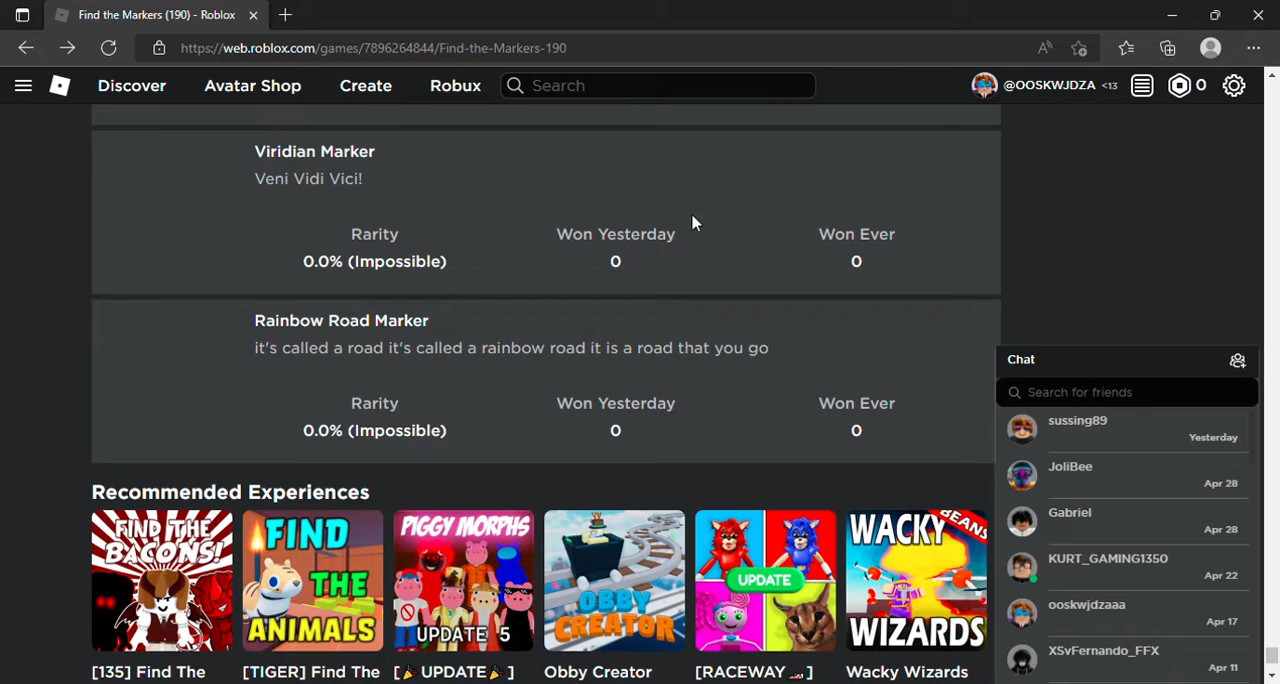 Find the Markers (190) - Roblox
https://web.roblox.com/games/7896264844/Find-the-Markers-190
Discover Avatar Shop Create Robux Search @OOSKWJDZA <13 0
Viridian Marker
Veni Vidi Vici!
Rarity Won Yesterday Won Ever
0.0% (Impossible) 0 0
Rainbow Road Marker
it's called a road it's called a rainbow road it is a road that you go
Rarity Won Yesterday Won Ever
0.0% (Impossible) 0 0
Chat
Search for friends
sussing89
Yesterday
JoliBee
Apr 28
Gabriel
Apr 28
KURT_GAMING1350
Apr 22
ooskwjdzaaa
Apr 17
XSvFernando_FFX
Apr 11
Recommended Experiences
FIND THE
BACONS!
FIND
THE
ANIMALS
PIGGY MORPHS
UPDATE 5
OBBY
CREATOR
UPDATE
BEANS
WACKY
WIZARDS
[135] Find The [TIGER] Find The [🎉UPDATE🎉] Obby Creator [RACEWAY🏎️] Wacky Wizards